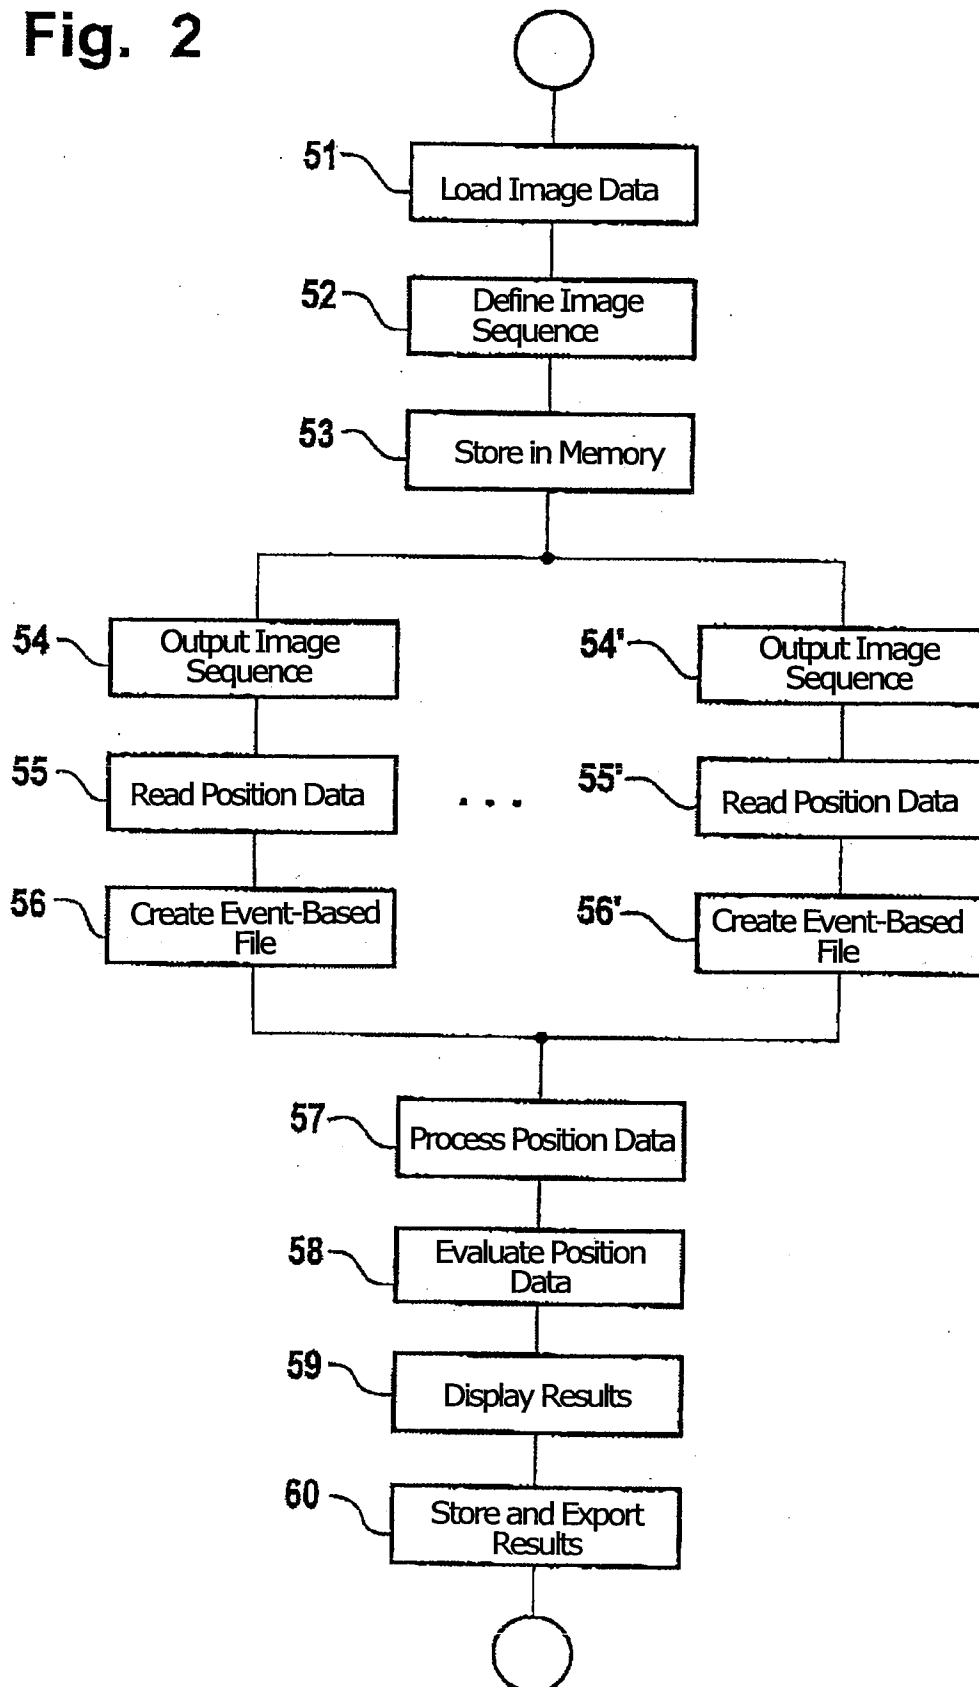 Fig. 2
51
Load Image Data
52
Define Image
Sequence
53
Store in Memory
54
Output Image
Sequence
54'
Output Image
Sequence
55
Read Position Data
. . .
55'
Read Position Data
56
Create Event-Based
File
56'
Create Event-Based
File
57
Process Position Data
58
Evaluate Position
Data
59
Display Results
60
Store and Export
Results